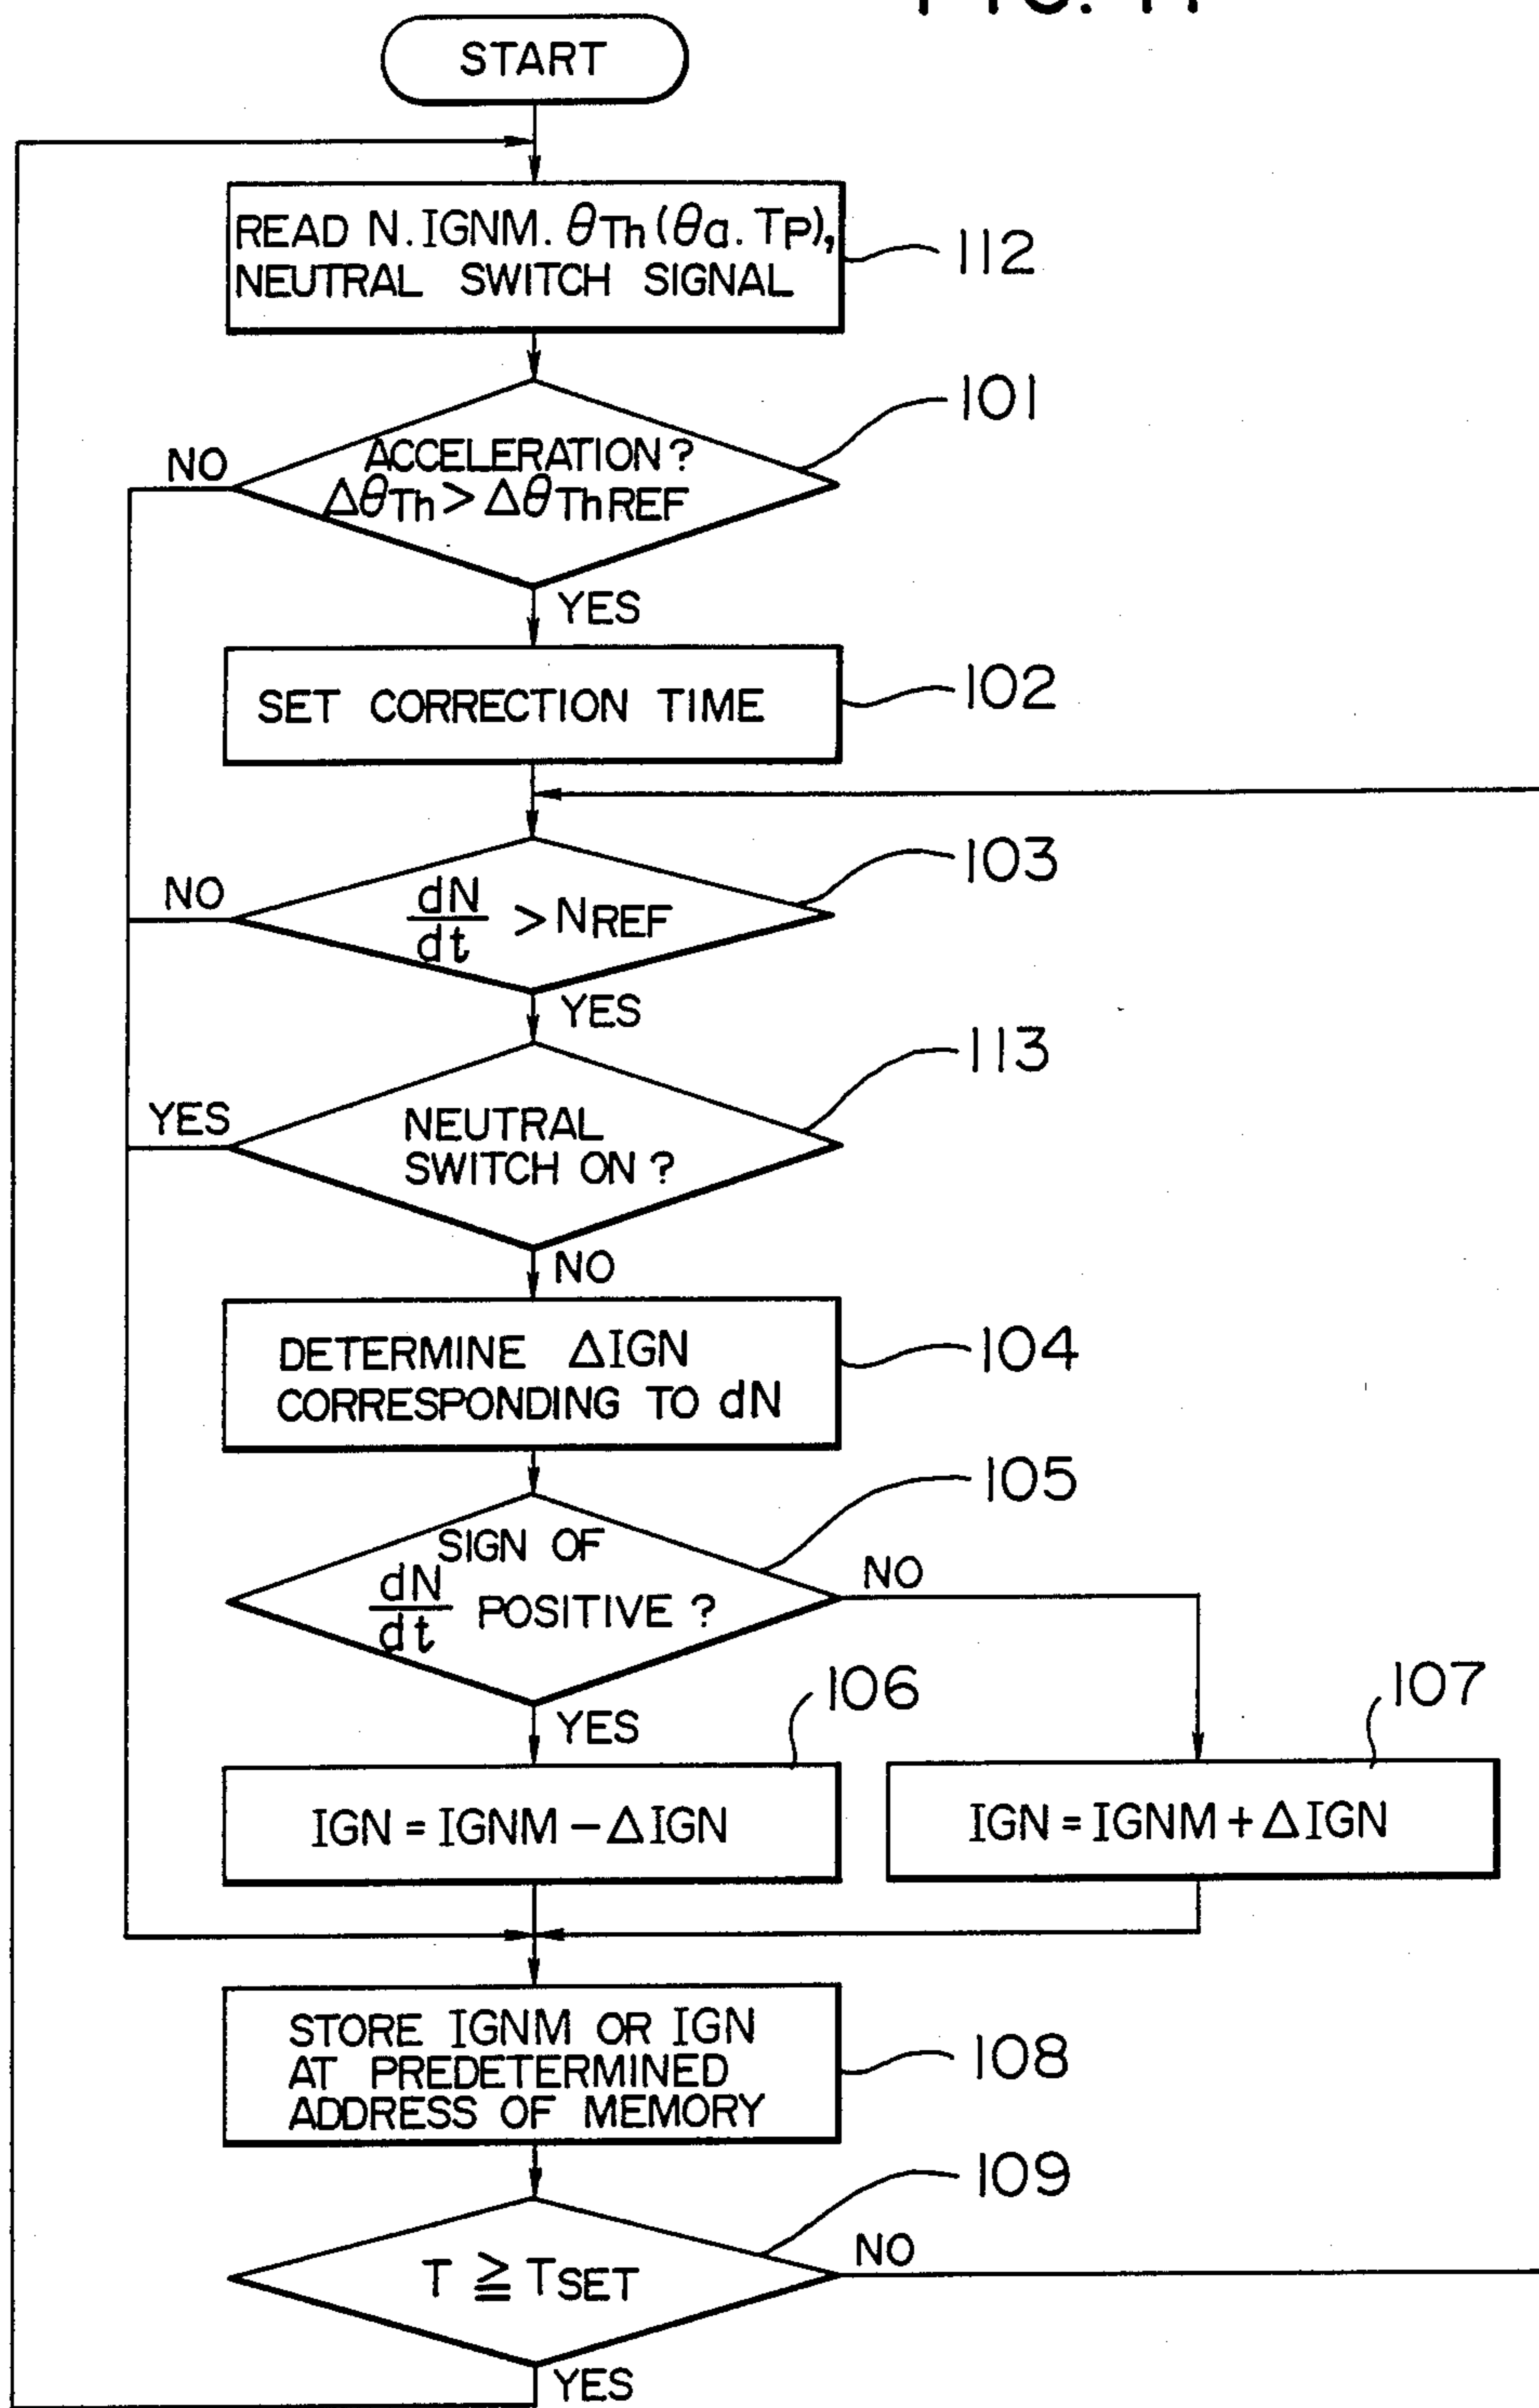 START
READ N.IGNM. θTh (θa. TP),
NEUTRAL SWITCH SIGNAL
112
101
NO
ACCELERATION?
ΔθTh > ΔθThREF
YES
SET CORRECTION TIME
102
103
NO
dN/dt > NREF
YES
113
YES
NEUTRAL
SWITCH ON ?
NO
DETERMINE ΔIGN
CORRESPONDING TO dN
104
105
SIGN OF
dN/dt POSITIVE ?
NO
106
107
YES
IGN = IGNM − ΔIGN
IGN = IGNM + ΔIGN
STORE IGNM OR IGN
AT PREDETERMINED
ADDRESS OF MEMORY
108
109
T ≧ TSET
NO
YES